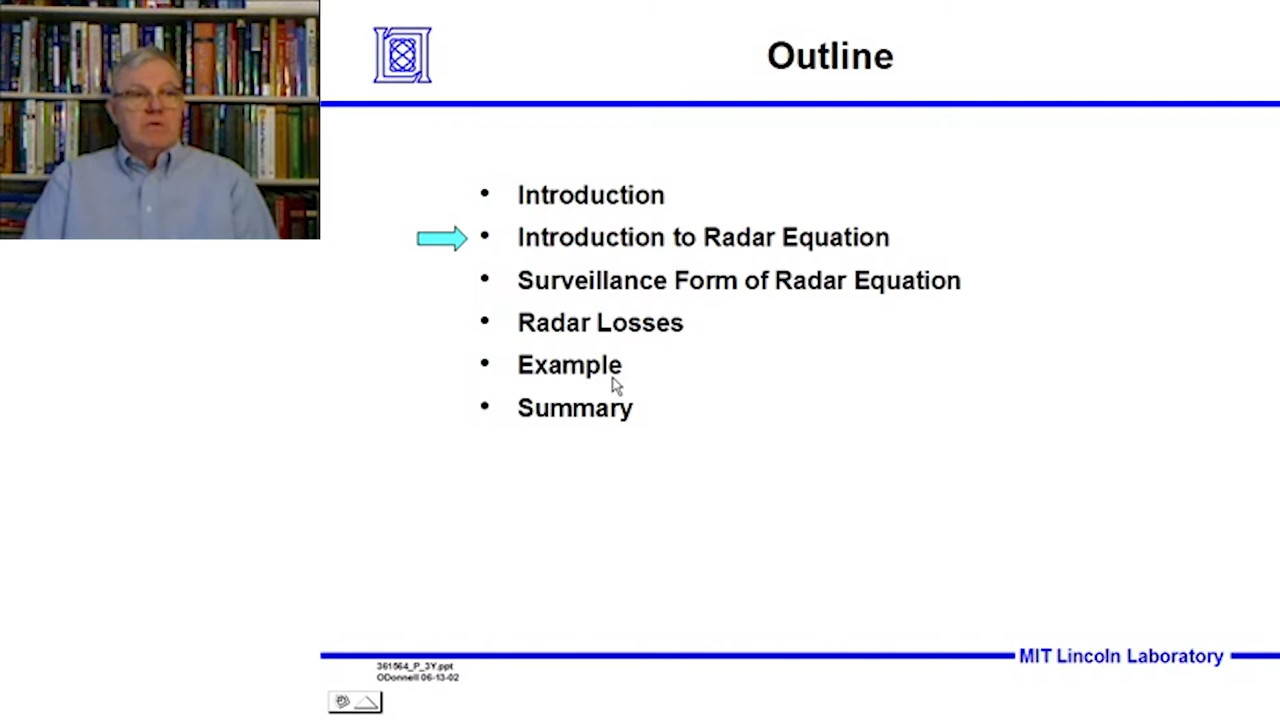 Outline
• Introduction
• Introduction to Radar Equation
• Surveillance Form of Radar Equation
• Radar Losses
• Example
• Summary
MIT Lincoln Laboratory
361564_P_3Y.ppt
ODonnell 06-13-02